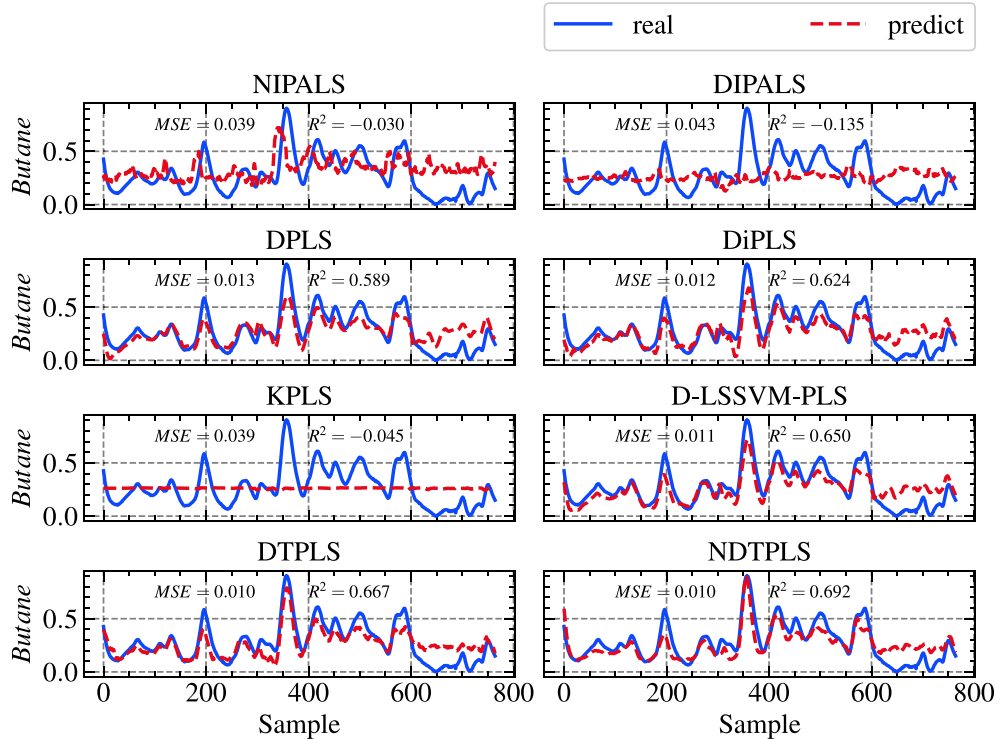 real predict
NIPALS DIPALS
MSE = 0.039 R² = −0.030 MSE = 0.043 R² = −0.135
Butane 0.5 0.0 Butane
DPLS DiPLS
MSE = 0.013 R² = 0.589 MSE = 0.012 R² = 0.624
Butane 0.5 0.0 Butane
KPLS D-LSSVM-PLS
MSE = 0.039 R² = −0.045 MSE = 0.011 R² = 0.650
Butane 0.5 0.0 Butane
DTPLS NDTPLS
MSE = 0.010 R² = 0.667 MSE = 0.010 R² = 0.692
Butane 0.5 0.0 Butane
0 200 400 600 800 0 200 400 600 800
Sample Sample